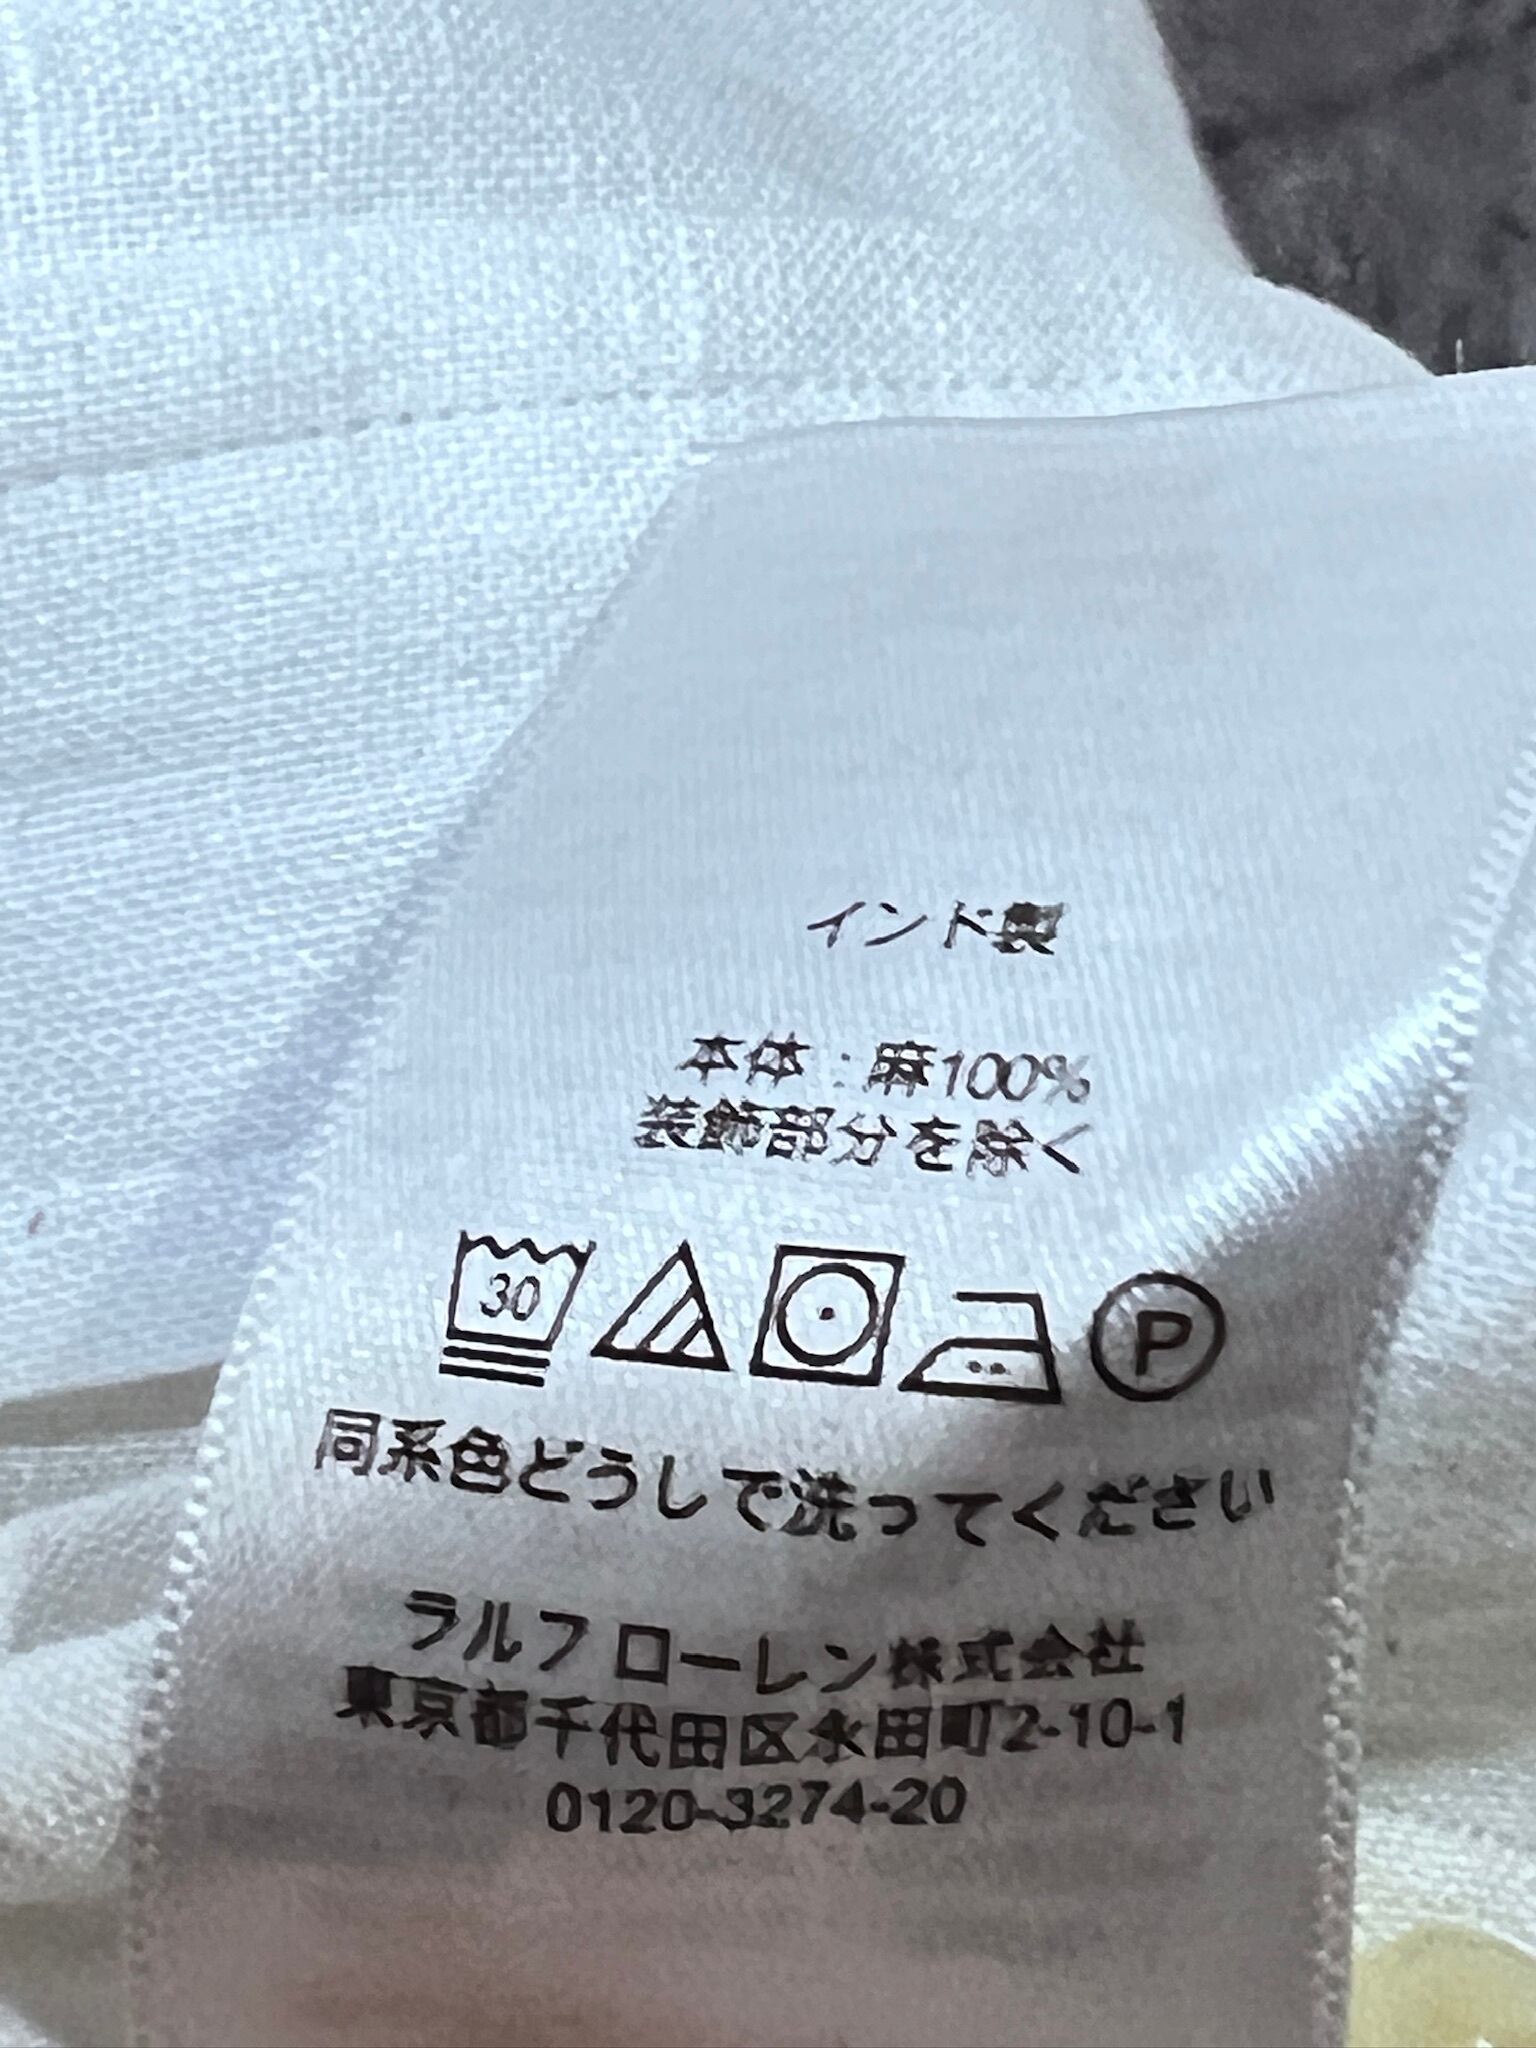 インド製
本体:麻100%
装飾部分を除く
30
P
同系色どうしで洗ってください
ラルフ ローレン株式会社
東京都千代田区永田町2-10-1
0120-3274-20